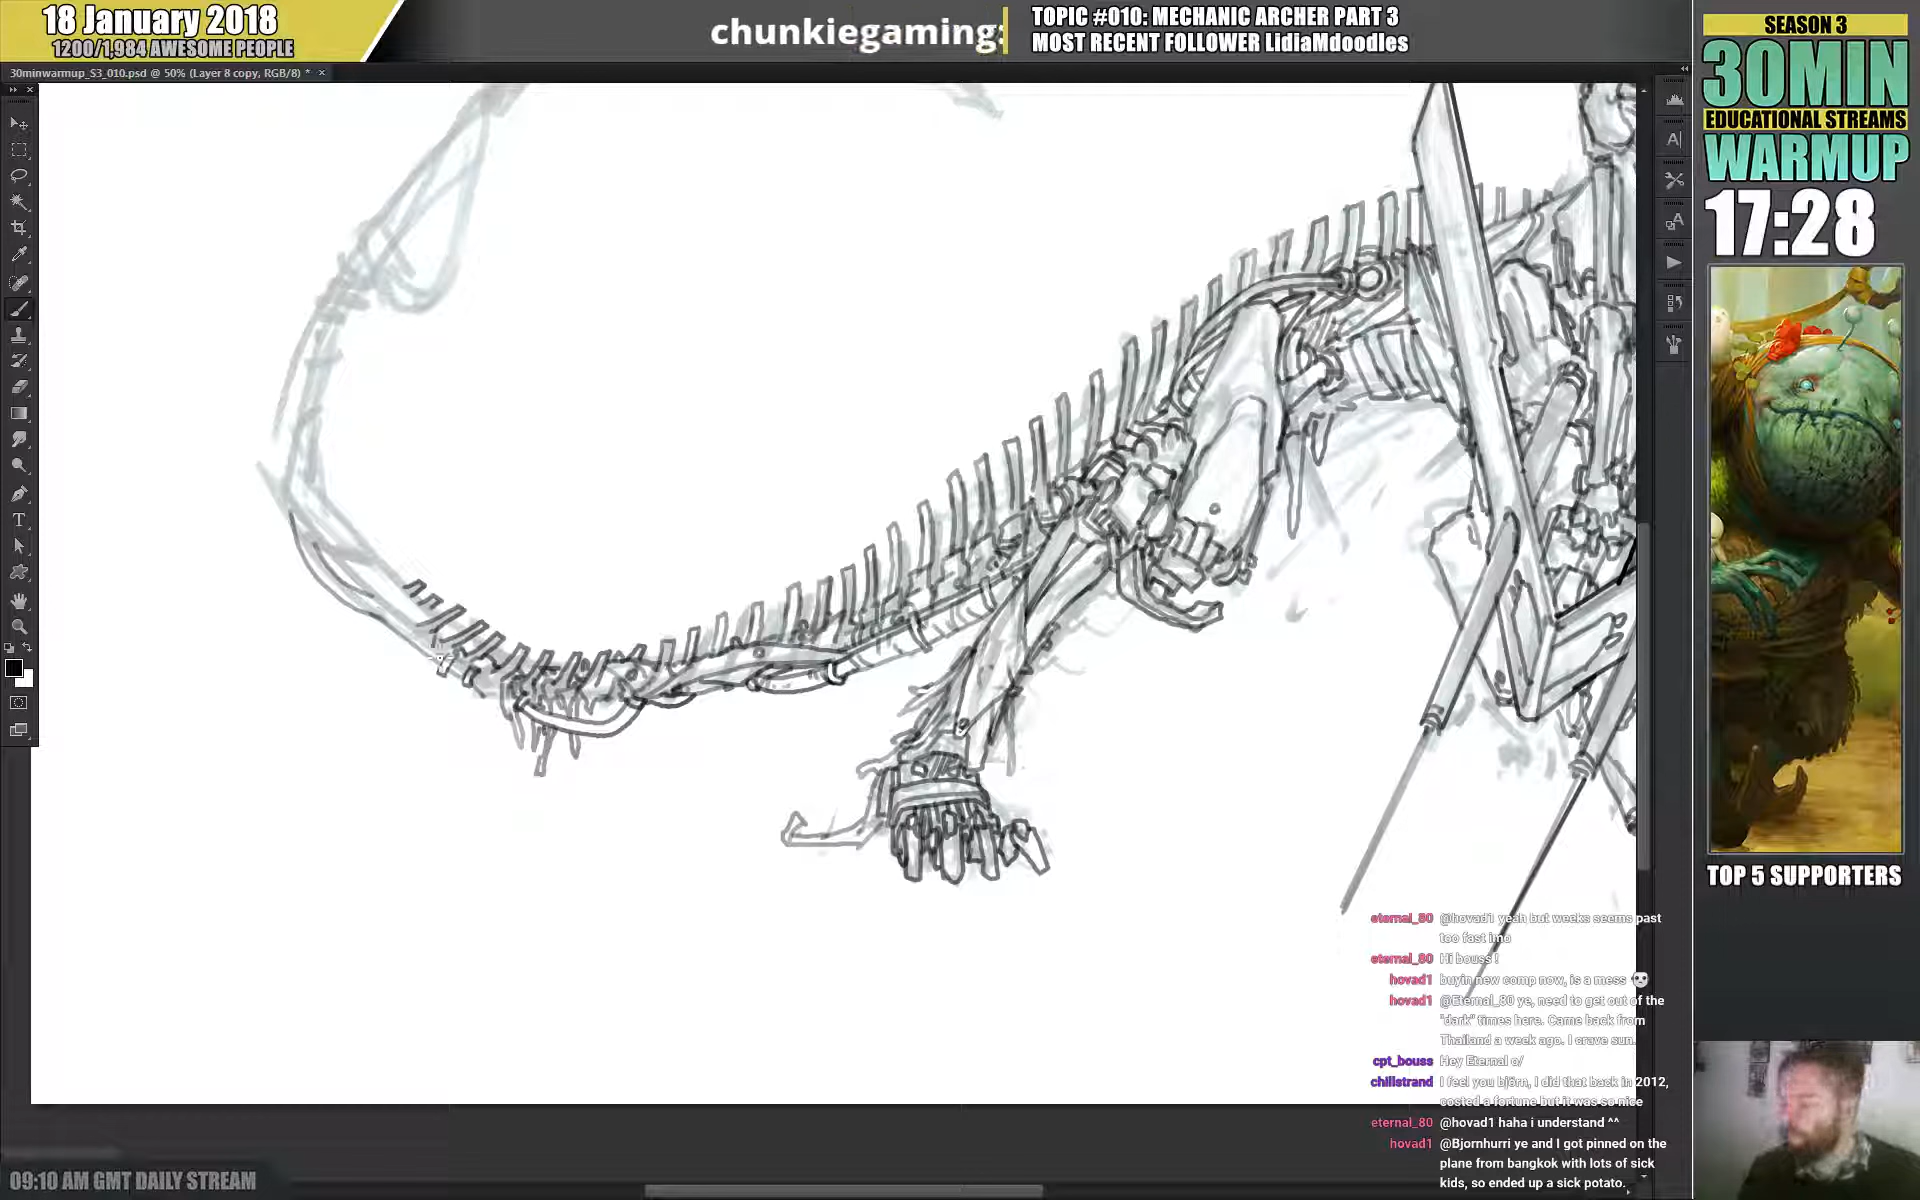 18 January 2018
1200/1,984 AWESOME PEOPLE
chunkiegaming:
TOPIC #010: MECHANIC ARCHER PART 3
MOST RECENT FOLLOWER LidiaMdoodles
SEASON 3
30MIN
EDUCATIONAL STREAMS
WARMUP
17:28
30minwarmup_S3_010.psd @ 50% (Layer 8 copy, RGB/8) *
TOP 5 SUPPORTERS
eternal_80 @hovad1 yeah but weeks seems past
too fast imo
eternal_80 Hi bouss !
hovad1 buyin new comp now, is a mess
hovad1 @Eternal_80 ye, need to get out of the
"dark" times here. Came back from
Thailand a week ago. I crave sun.
cpt_bouss Hey Eternal o/
chillstrand I feel you björn, I did that back in 2012,
costed a fortune but it was so nice
eternal_80 @hovad1 haha i understand ^^
hovad1 @Bjornhurri ye and I got pinned on the
plane from bangkok with lots of sick
kids, so ended up a sick potato.
09:10 AM GMT DAILY STREAM